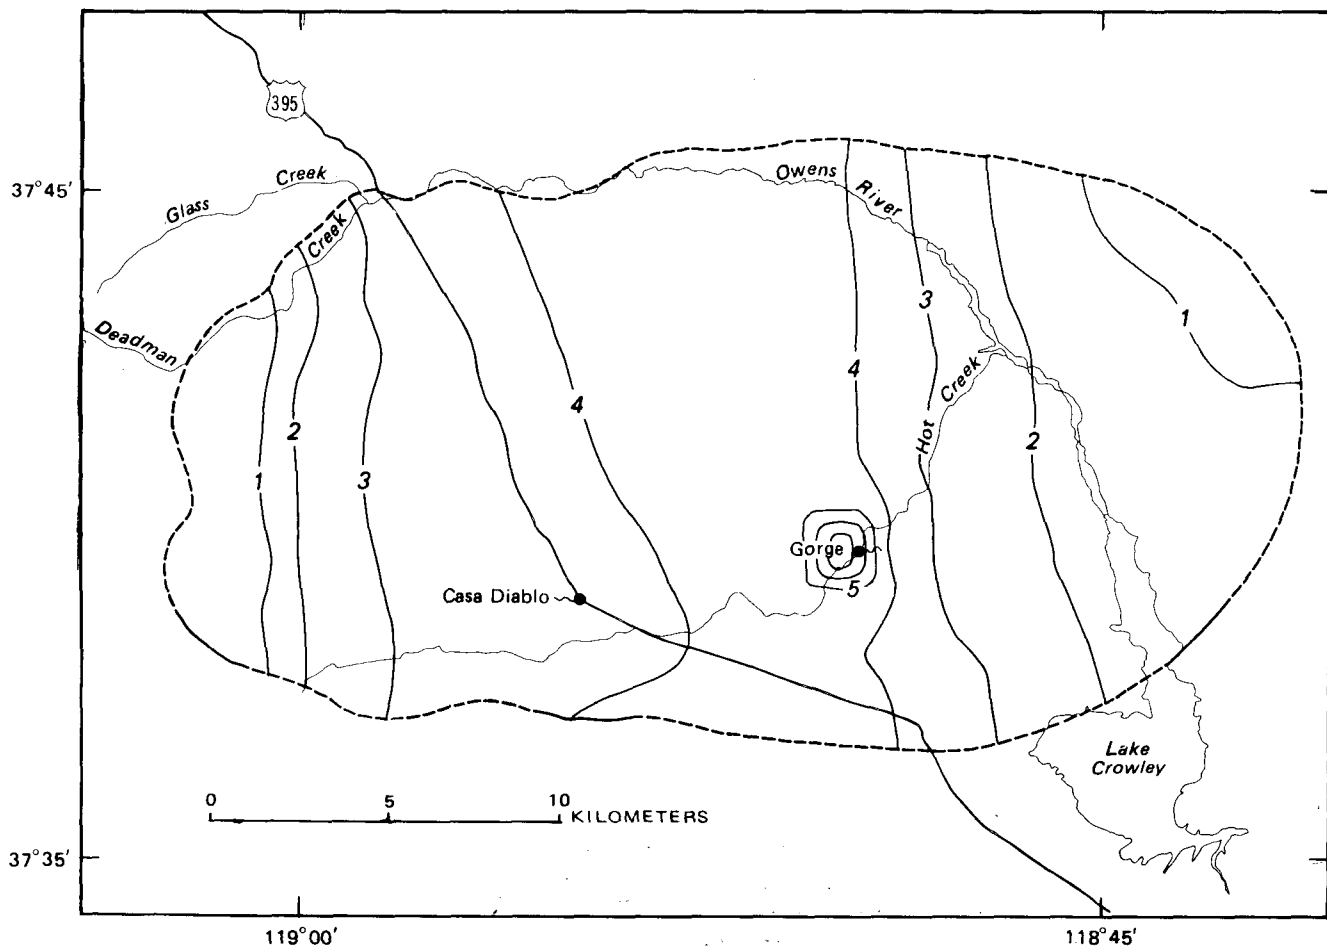 395
37°45'
Creek
Glass
Creek
Deadman
Owens
River
1
3
4
4
Creek
Hot
2
2
1
3
Gorge
5
Casa Diablo
Lake
Crowley
0 5 10
KILOMETERS
37°35'
119°00'
118°45'